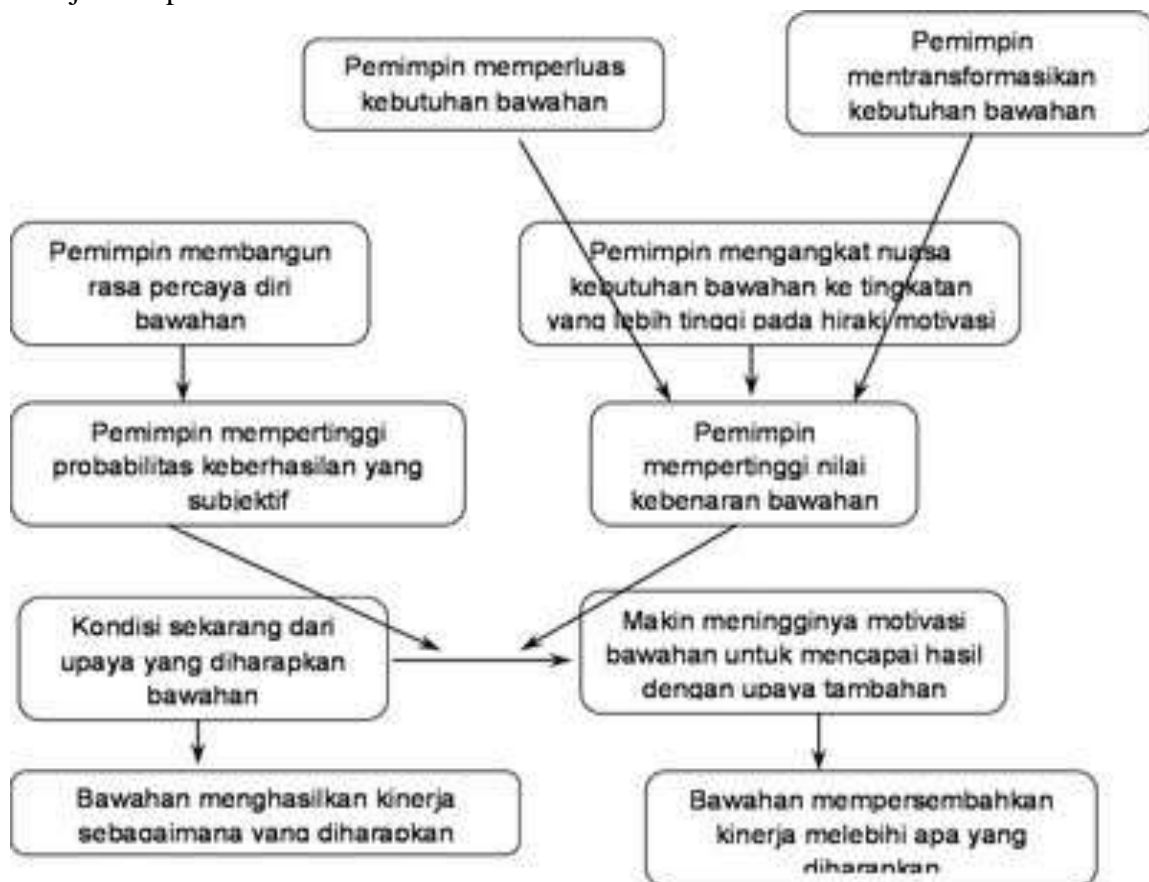 Pemimpin memperluas
kebutuhan bawahan
Pemimpin
mentransformasikan
kebutuhan bawahan
Pemimpin membangun
rasa percaya diri
bawahan
Pemimpin mengangkat nuasa
kebutuhan bawahan ke tingkatan
yang lebih tinggi pada hiraki motivasi
Pemimpin mempertinggi
probabilitas keberhasilan yang
subjektif
Pemimpin
mempertinggi nilai
kebenaran bawahan
Kondisi sekarang dari
upaya yang diharapkan
bawahan
Makin meningginya motivasi
bawahan untuk mencapai hasil
dengan upaya tambahan
Bawahan menghasilkan kinerja
sebagaimana yang diharapkan
Bawahan mempersembahkan
kinerja melebihi apa yang
diharapkan